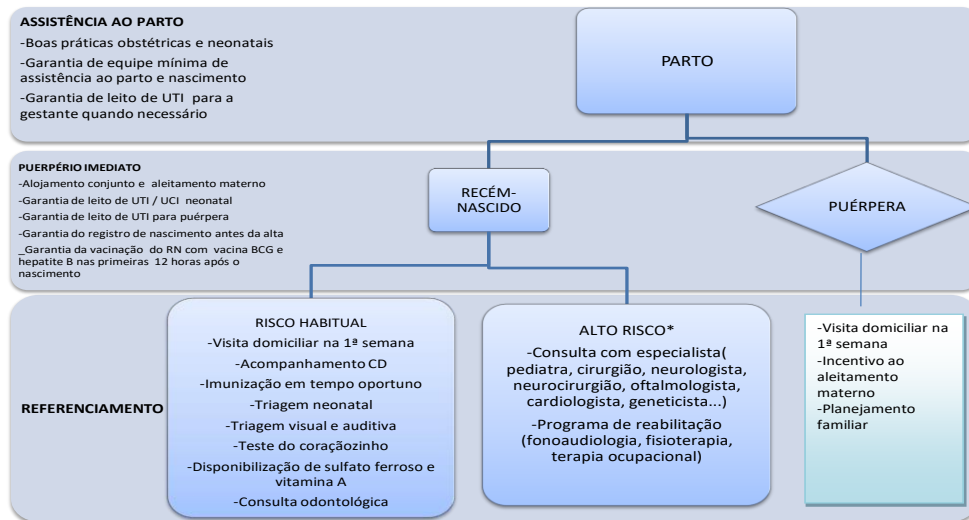 ASSISTÊNCIA AO PARTO
-Boas práticas obstétricas e neonatais
-Garantia de equipe mínima de
assistência ao parto e nascimento
-Garantia de leito de UTI para a
gestante quando necessário
PARTO
PUERPÉRIO IMEDIATO
-Alojamento conjunto e aleitamento materno
-Garantia de leito de UTI / UCI neonatal
-Garantia de leito de UTI para puérpera
-Garantia do registro de nascimento antes da alta
_Garantia da vacinação do RN com vacina BCG e
hepatite B nas primeiras 12 horas após o
nascimento
RECÉM-
NASCIDO
PUÉRPERA
REFERENCIAMENTO
RISCO HABITUAL
-Visita domiciliar na 1ª semana
-Acompanhamento CD
-Imunização em tempo oportuno
-Triagem neonatal
-Triagem visual e auditiva
-Teste do coraçãozinho
-Disponibilização de sulfato ferroso e
vitamina A
-Consulta odontológica
ALTO RISCO*
-Consulta com especialista(
pediatra, cirurgião, neurologista,
neurocirurgião, oftalmologista,
cardiologista, geneticista...)
-Programa de reabilitação
(fonoaudiologia, fisioterapia,
terapia ocupacional)
-Visita domiciliar na
1ª semana
-Incentivo ao
aleitamento
materno
-Planejamento
familiar